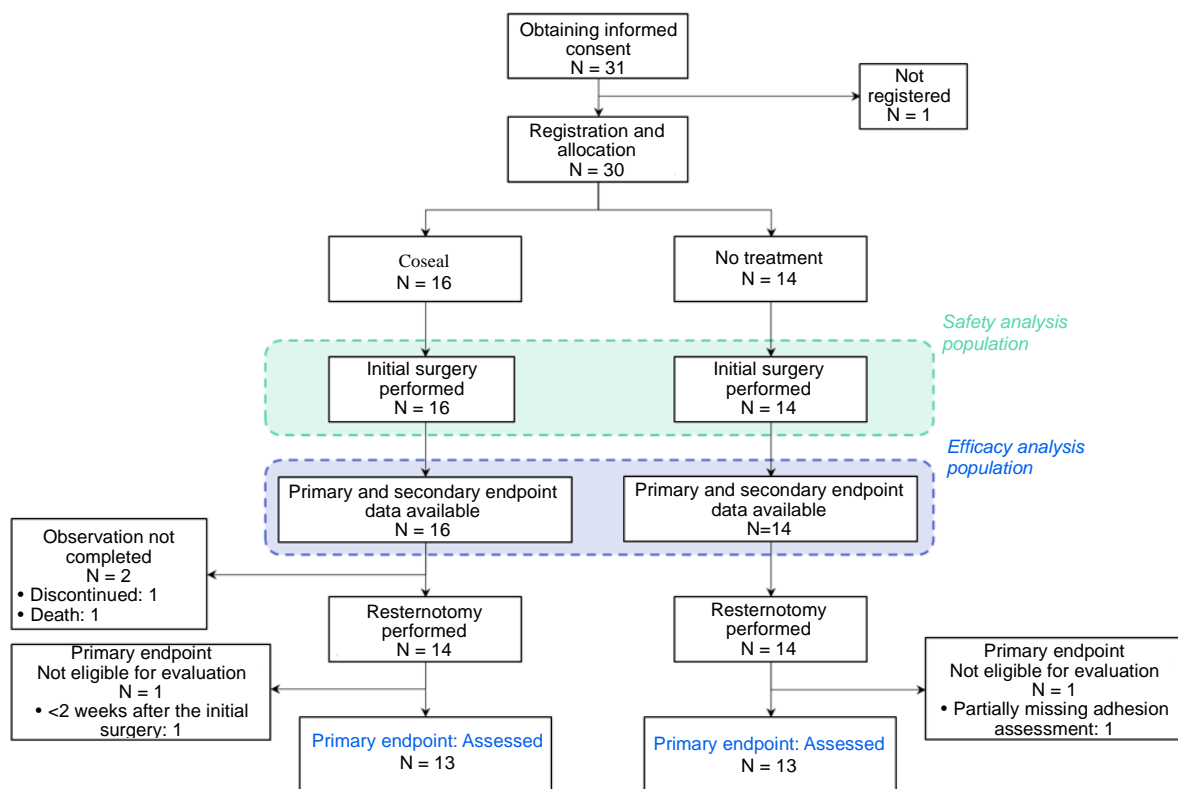 Obtaining informed
consent
N = 31
Not
registered
N = 1
Registration and
allocation
N = 30
Coseal
N = 16
No treatment
N = 14
Safety analysis
population
Initial surgery
performed
N = 16
Initial surgery
performed
N = 14
Efficacy analysis
population
Primary and secondary endpoint
data available
N = 16
Primary and secondary endpoint
data available
N=14
Observation not
completed
N = 2
• Discontinued: 1
• Death: 1
Resternotomy
performed
N = 14
Resternotomy
performed
N = 14
Primary endpoint
Not eligible for evaluation
N = 1
• <2 weeks after the initial
surgery: 1
Primary endpoint
Not eligible for evaluation
N = 1
• Partially missing adhesion
assessment: 1
Primary endpoint: Assessed
N = 13
Primary endpoint: Assessed
N = 13